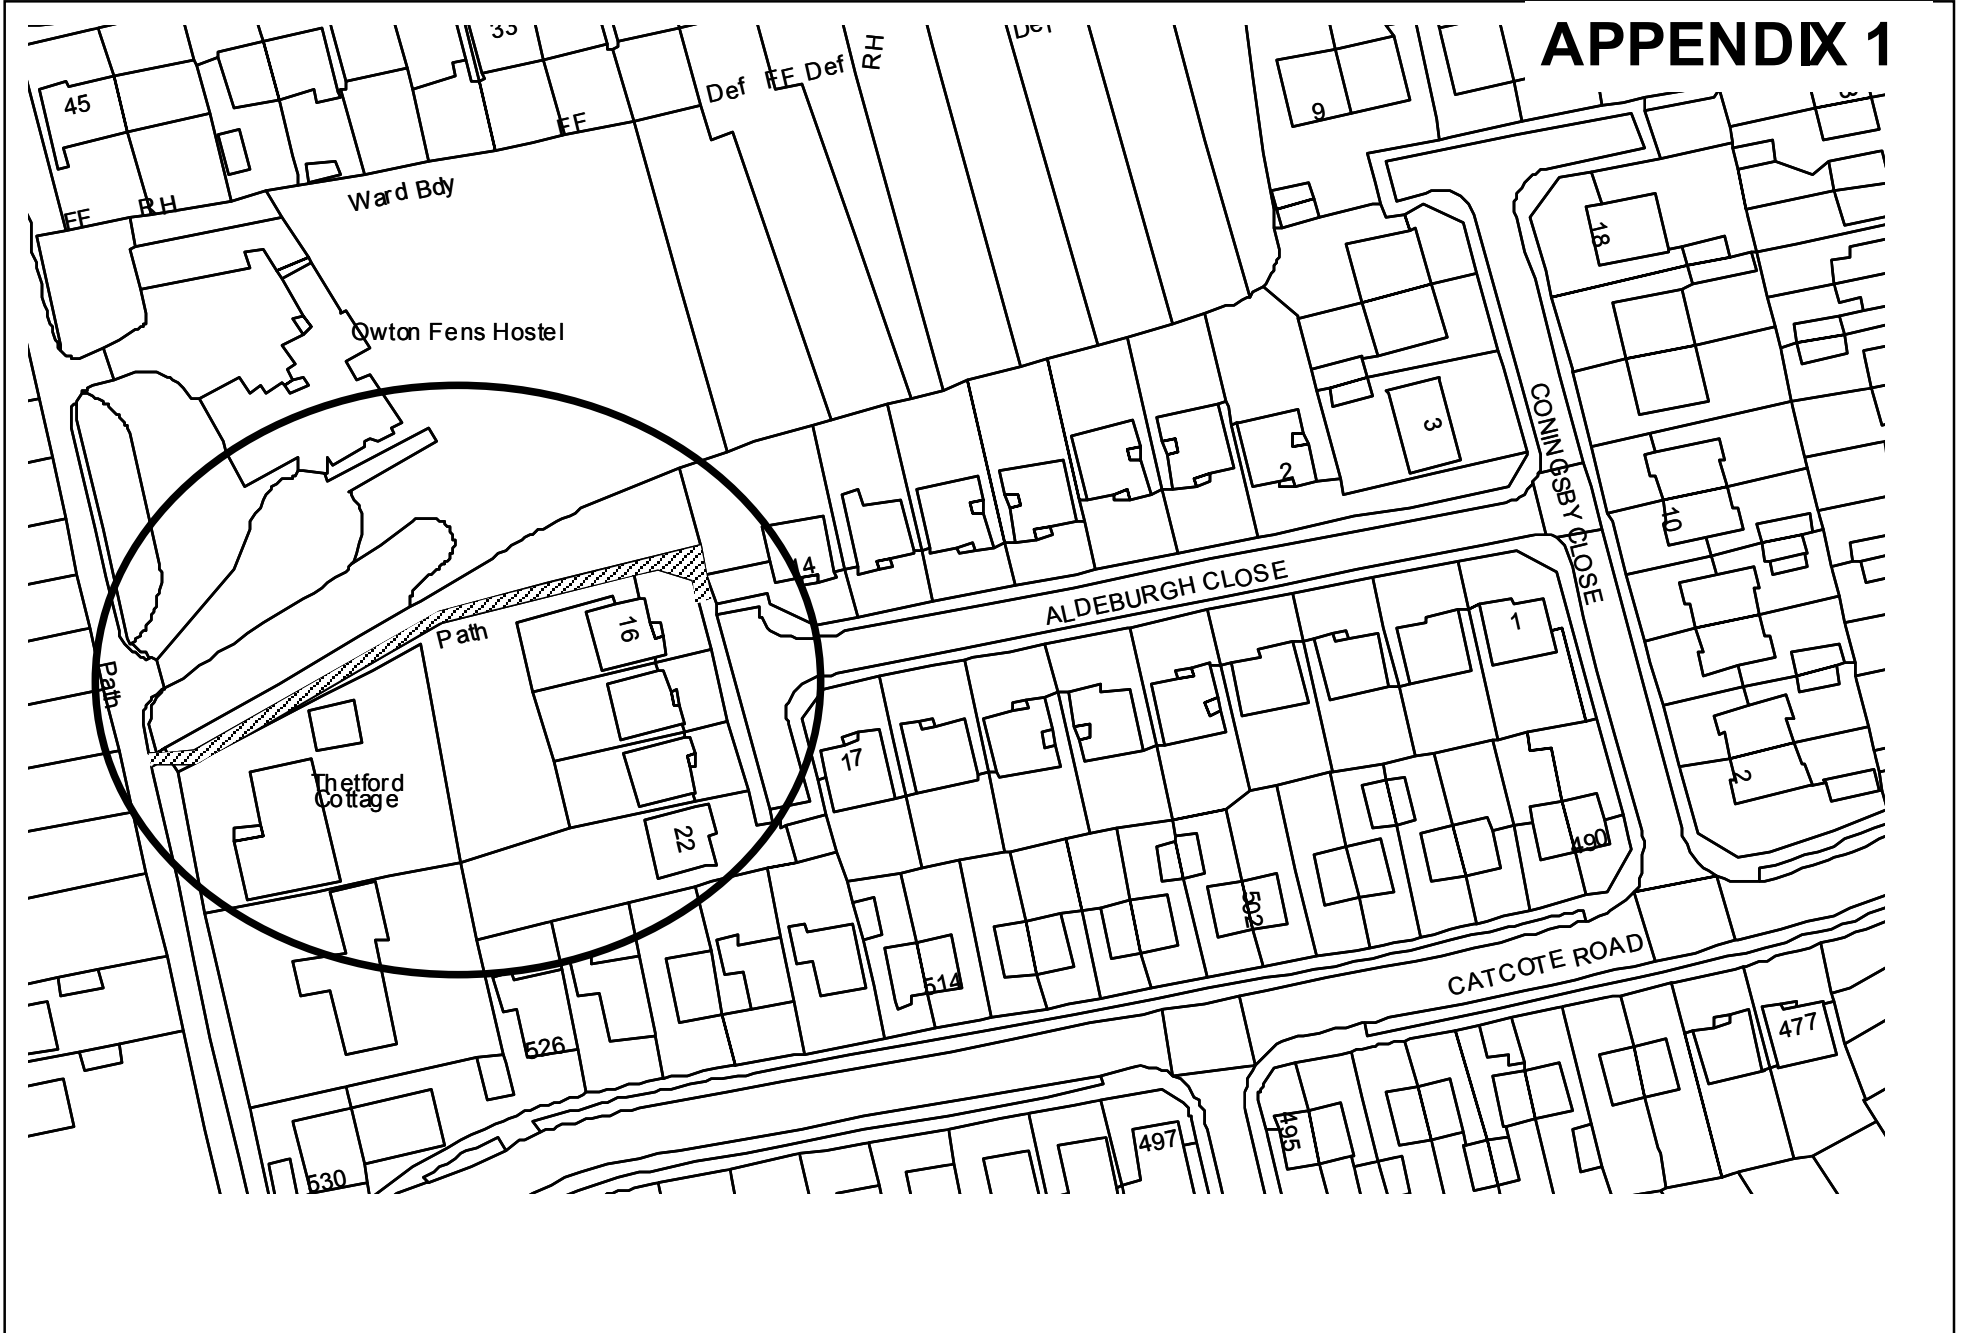 APPENDIX 1
33
Def
RH
Def FF Def
45
9
FF
Ward Bdy
RH
FF
18
Owton Fens Hostel
3
CONINGSBY CLOSE
2
10
14
ALDEBURGH CLOSE
16
Path
1
Path
17
Thetford
Cottage
2
22
490
502
CATCOTE ROAD
514
477
526
495
497
530